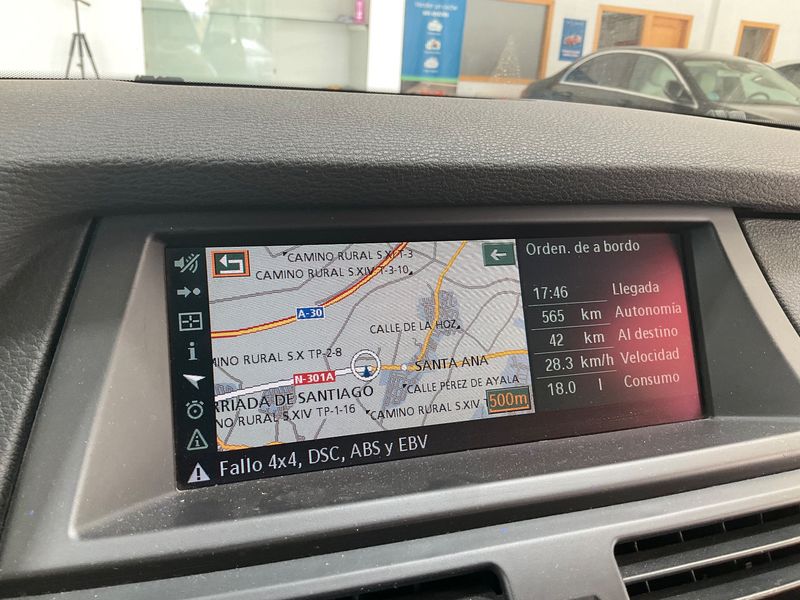 CAMINO RURAL S.XI T-3
CAMINO RURAL S.XIV T-3-10
A-30
CALLE DE LA HOZ
MINO RURAL S.X TP-2-8
SANTA ANA
N-301A
CALLE PÉREZ DE AYALA
RRIADA DE SANTIAGO
NO RURAL S.XIV TP-1-16
CAMINO RURAL S.XIV
500m
Orden. de a bordo
17:46 Llegada
565 km Autonomía
42 km Al destino
28.3 km/h Velocidad
18.0 l Consumo
Fallo 4x4, DSC, ABS y EBV